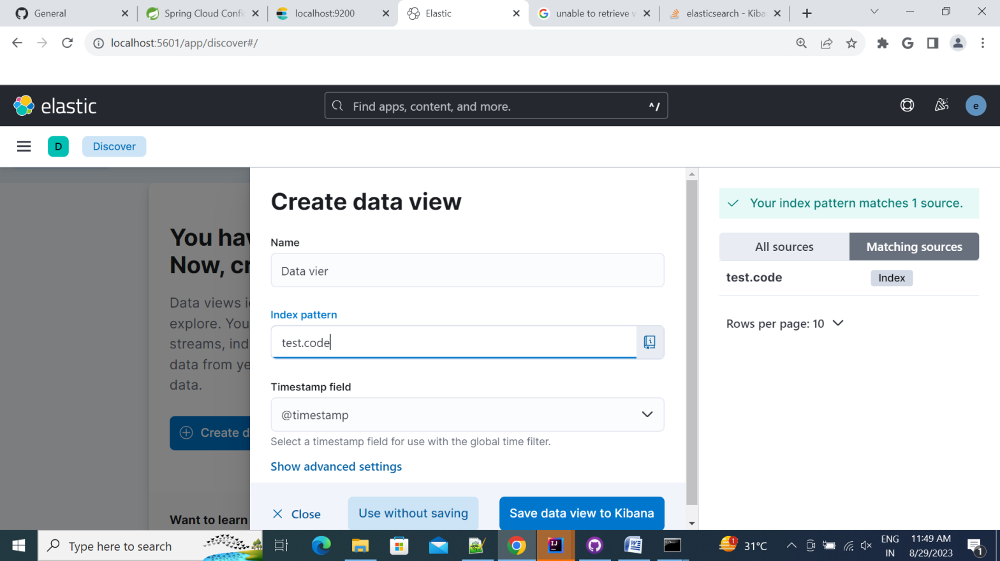 General
Spring Cloud Confi
localhost:9200
Elastic
unable to retrieve v
elasticsearch - Kiba
localhost:5601/app/discover#/
elastic
Find apps, content, and more.
^/
e
D
Discover
You hav
Now, cr
Data views i
explore. You
streams, ind
data from ye
data.
Create d
Want to learn
Create data view
Name
Data vier
Index pattern
test.code
Timestamp field
@timestamp
Select a timestamp field for use with the global time filter.
Show advanced settings
Close
Use without saving
Save data view to Kibana
Your index pattern matches 1 source.
All sources
Matching sources
test.code
Index
Rows per page: 10
Type here to search
1
31°C
ENG
IN
11:49 AM
8/29/2023
1